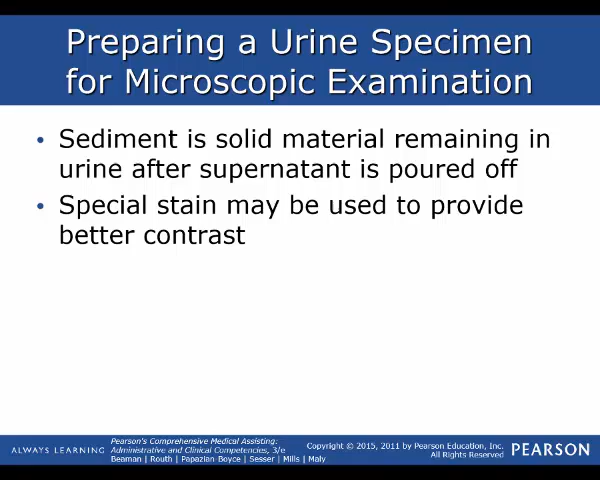 Preparing a Urine Specimen
for Microscopic Examination
• Sediment is solid material remaining in
urine after supernatant is poured off
• Special stain may be used to provide
better contrast
ALWAYS LEARNING
Pearson's Comprehensive Medical Assisting:
Administrative and Clinical Competencies, 3/e
Beaman | Routh | Papazian Boyce | Sesser | Mills | Maly
Copyright © 2015, 2011 by Pearson Education, Inc.
All Rights Reserved
PEARSON